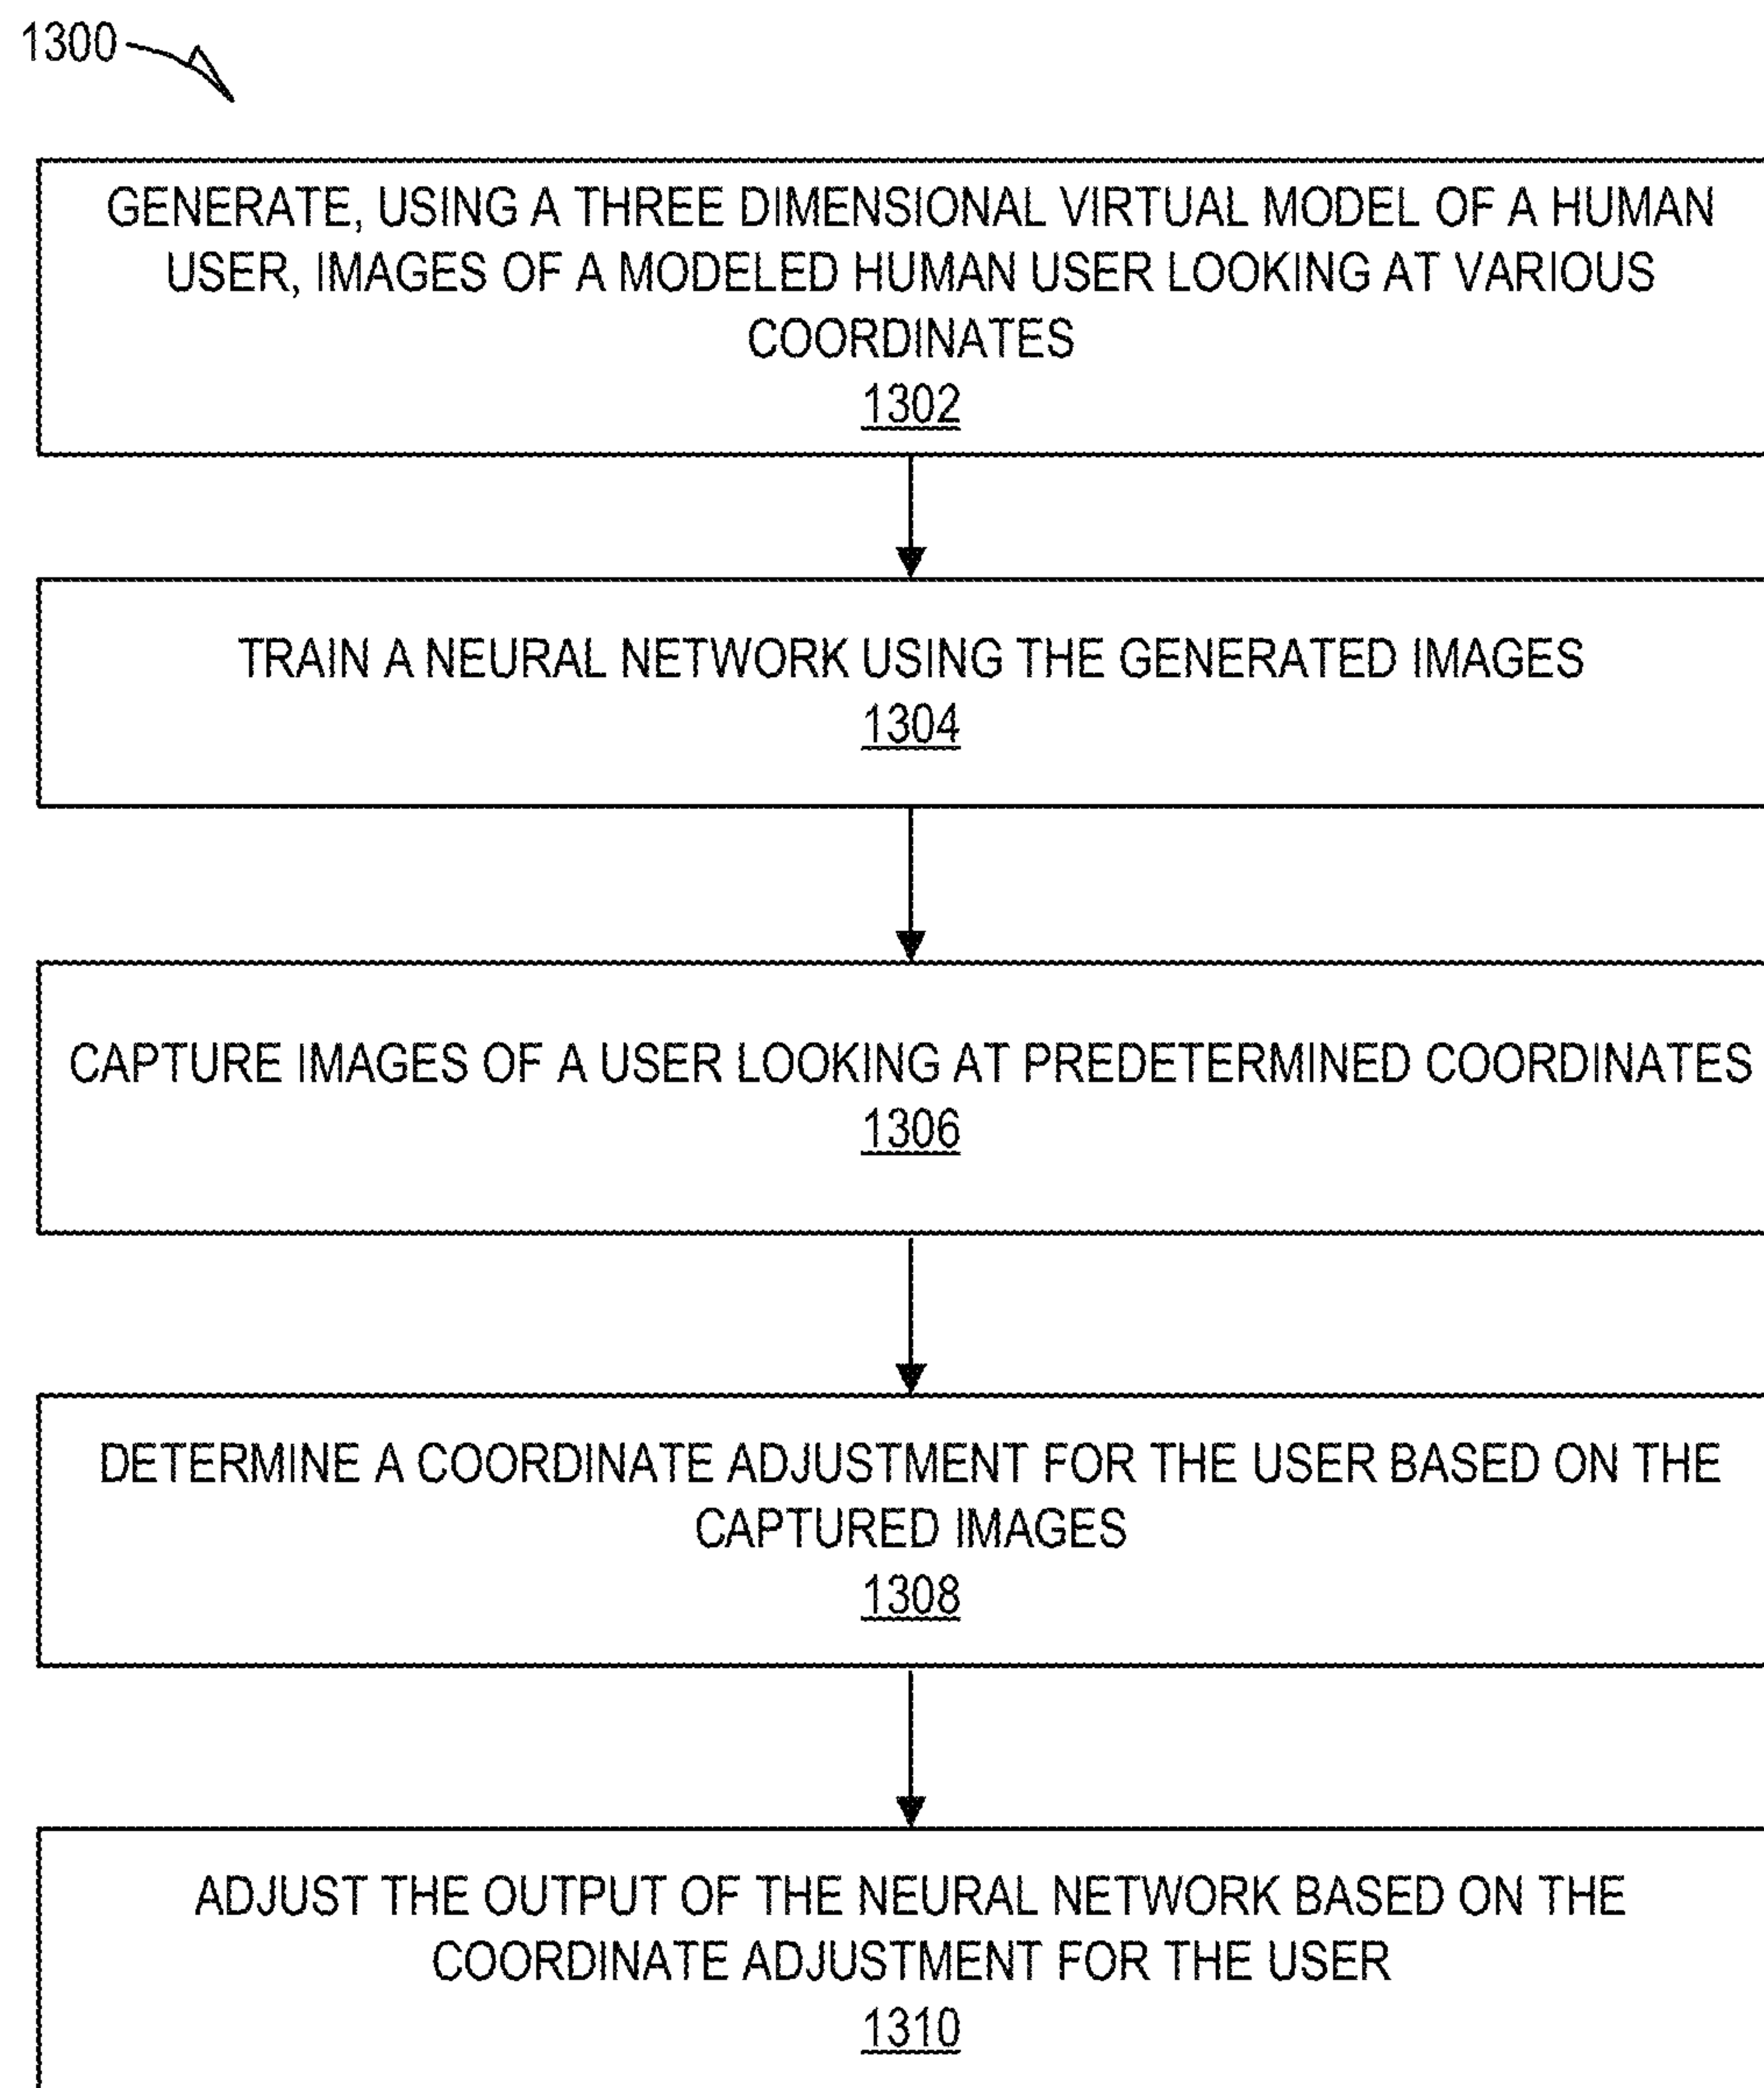 1300
GENERATE, USING A THREE DIMENSIONAL VIRTUAL MODEL OF A HUMAN
USER, IMAGES OF A MODELED HUMAN USER LOOKING AT VARIOUS
COORDINATES
1302
TRAIN A NEURAL NETWORK USING THE GENERATED IMAGES
1304
CAPTURE IMAGES OF A USER LOOKING AT PREDETERMINED COORDINATES
1306
DETERMINE A COORDINATE ADJUSTMENT FOR THE USER BASED ON THE
CAPTURED IMAGES
1308
ADJUST THE OUTPUT OF THE NEURAL NETWORK BASED ON THE
COORDINATE ADJUSTMENT FOR THE USER
1310